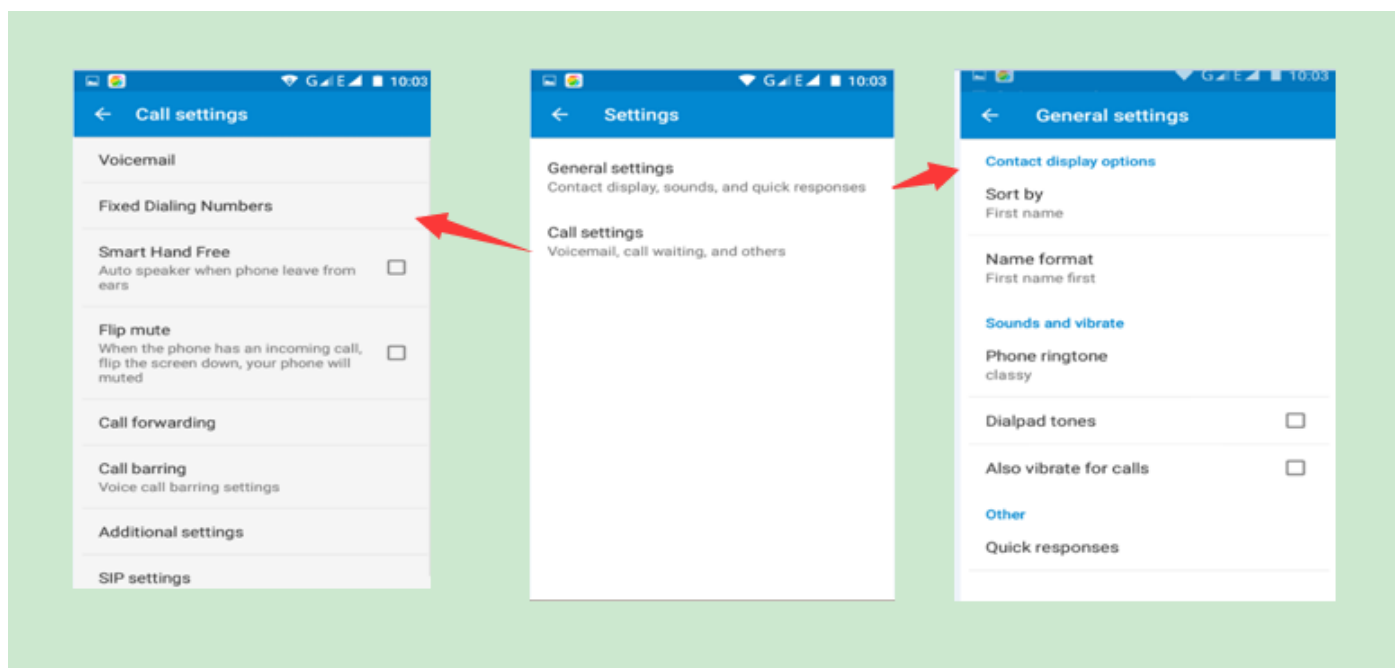 G E 10:03
Call settings
Voicemail
Fixed Dialing Numbers
Smart Hand Free
Auto speaker when phone leave from
ears
Flip mute
When the phone has an incoming call,
flip the screen down, your phone will
muted
Call forwarding
Call barring
Voice call barring settings
Additional settings
SIP settings
G E 10:03
Settings
General settings
Contact display, sounds, and quick responses
Call settings
Voicemail, call waiting, and others
G E 10:03
General settings
Contact display options
Sort by
First name
Name format
First name first
Sounds and vibrate
Phone ringtone
classy
Dialpad tones
Also vibrate for calls
Other
Quick responses